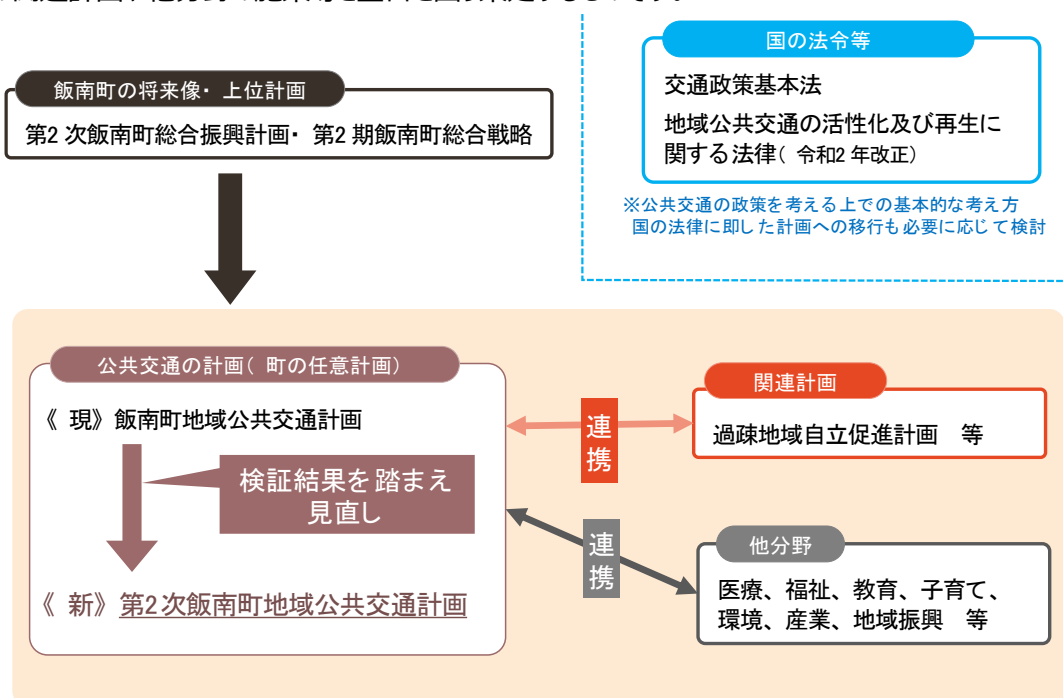 国の法令等
交通政策基本法
地域公共交通の活性化及び再生に
関する法律(令和2年改正)
※公共交通の政策を考える上での基本的な考え方
国の法律に即した計画への移行も必要に応じて検討
飯南町の将来像・上位計画
第2次飯南町総合振興計画・第2期飯南町総合戦略
公共交通の計画(町の任意計画)
《現》飯南町地域公共交通計画
検証結果を踏まえ
見直し
《新》第2次飯南町地域公共交通計画
連携
関連計画
過疎地域自立促進計画 等
連携
他分野
医療、福祉、教育、子育て、
環境、産業、地域振興 等